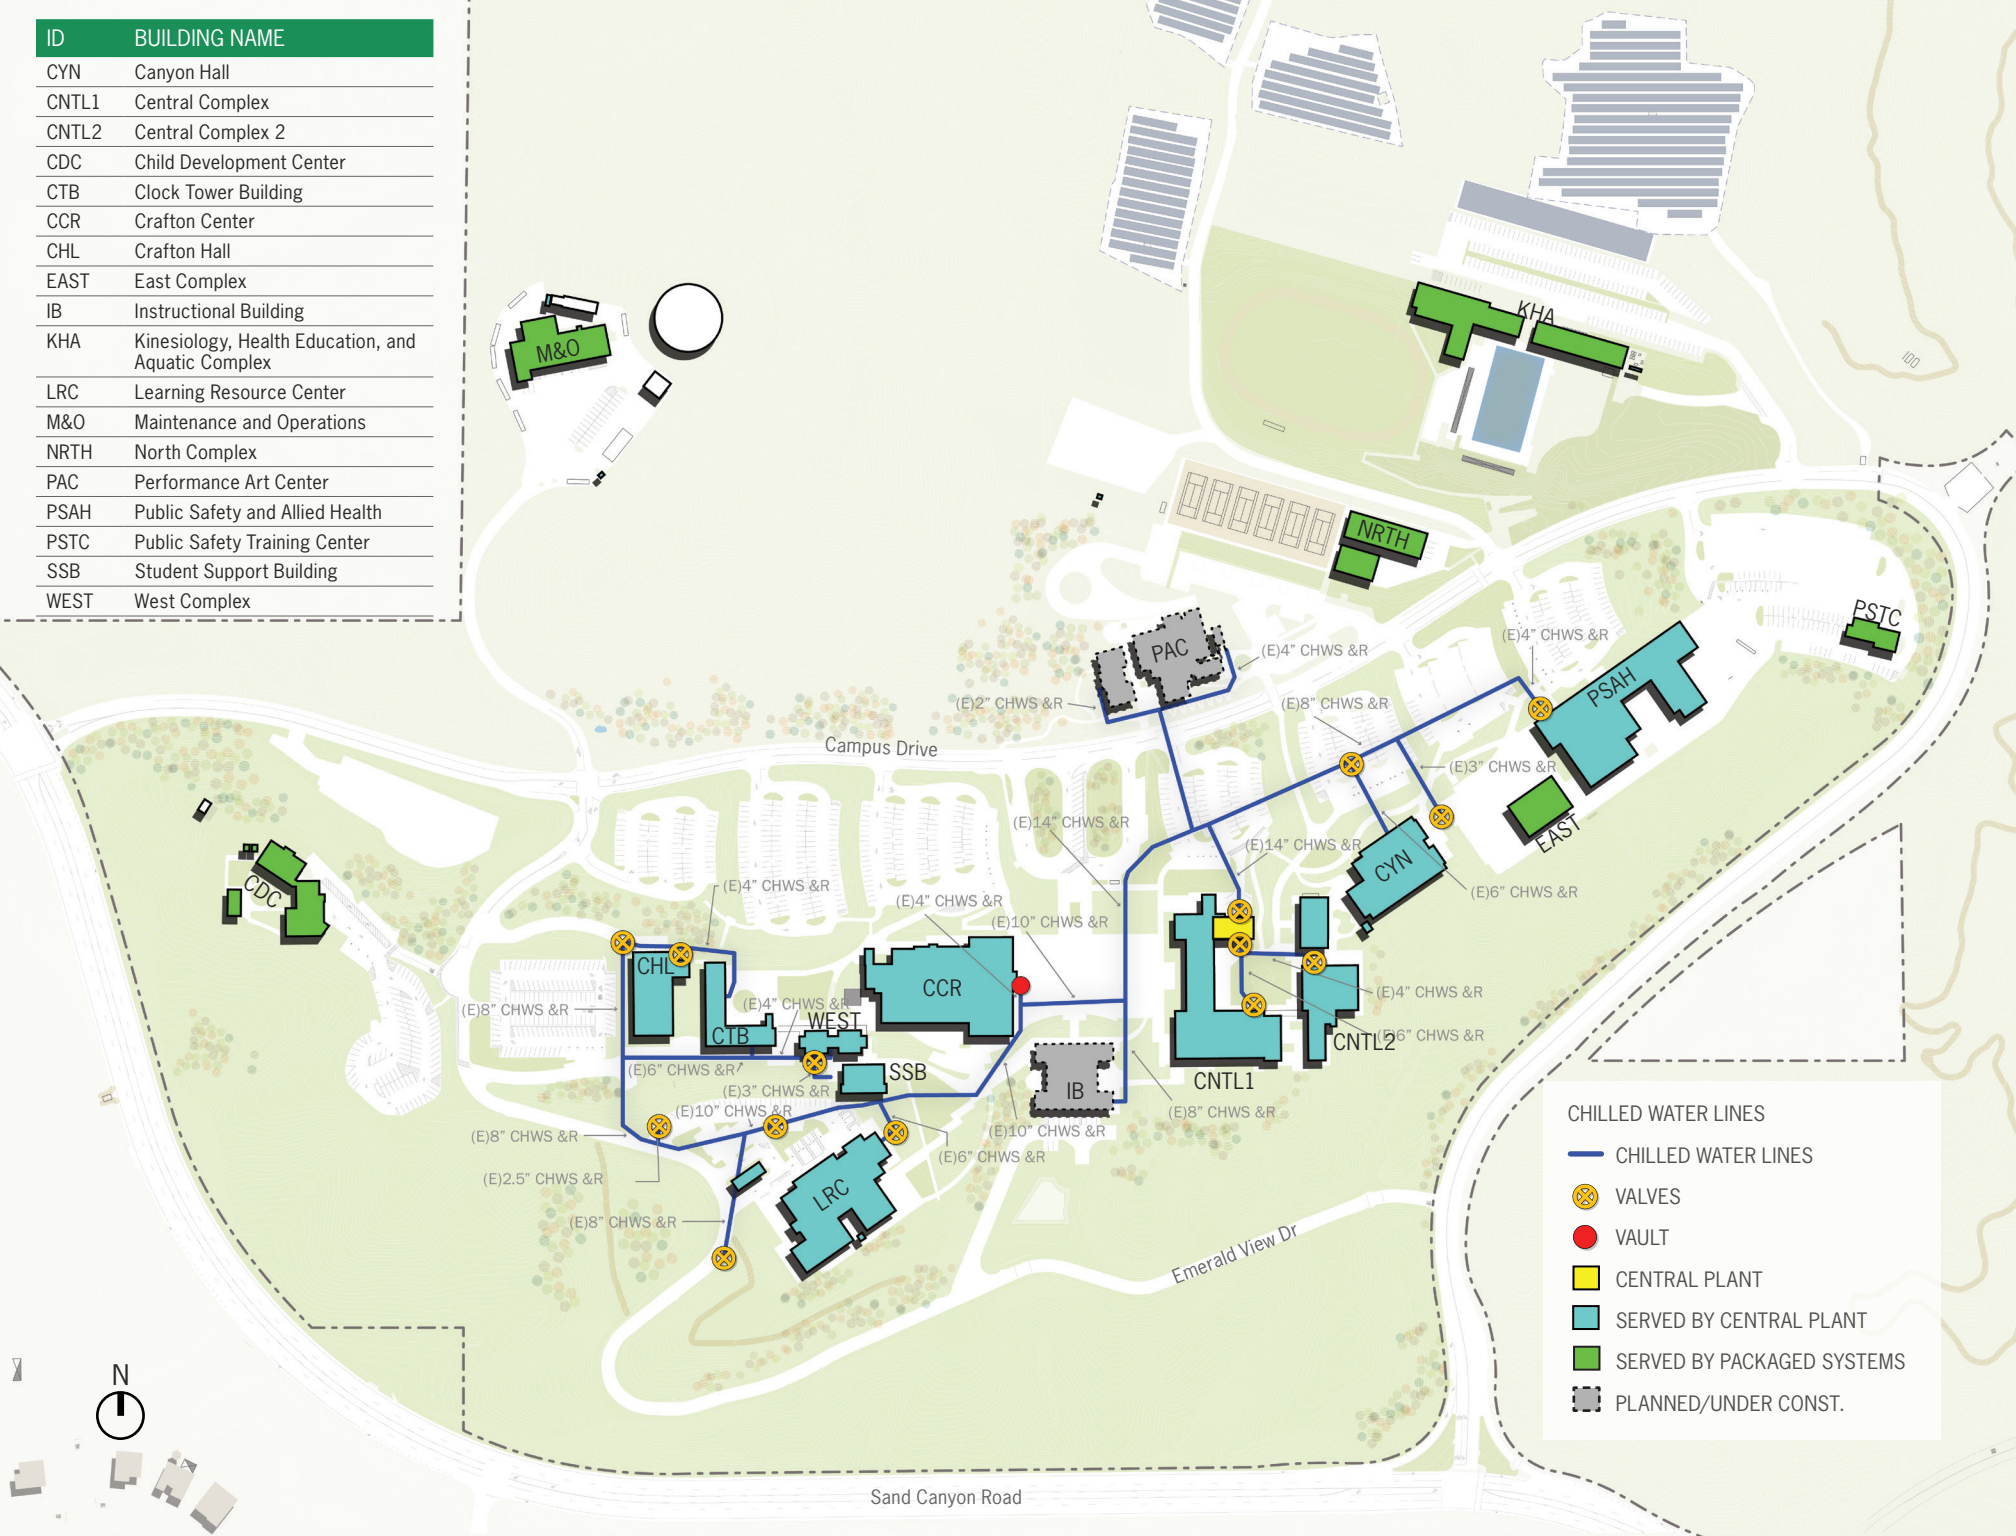 ID BUILDING NAME
CYN Canyon Hall
CNTL1 Central Complex
CNTL2 Central Complex 2
CDC Child Development Center
CTB Clock Tower Building
CCR Crafton Center
CHL Crafton Hall
EAST East Complex
IB Instructional Building
KHA Kinesiology, Health Education, and
Aquatic Complex
LRC Learning Resource Center
M&O Maintenance and Operations
NRTH North Complex
PAC Performance Art Center
PSAH Public Safety and Allied Health
PSTC Public Safety Training Center
SSB Student Support Building
WEST West Complex
KHA
M&O
NRTH
PSTC
(E)4" CHWS &R
PAC
(E)4" CHWS &R
PSAH
(E)2" CHWS &R
(E)8" CHWS &R
Campus Drive
(E)3" CHWS &R
(E)14" CHWS &R
EAST
(E)14" CHWS &R
CYN
CDC
(E)4" CHWS &R
(E)6" CHWS &R
(E)4" CHWS &R
(E)10" CHWS &R
CHL
CCR
(E)4" CHWS &R
(E)4" CHWS &R
(E)8" CHWS &R
WEST
CTB
(E)6" CHWS &R
CNTL2
(E)6" CHWS &R
SSB
CNTL1
(E)3" CHWS &R
IB
(E)10" CHWS &R
(E)8" CHWS &R
(E)8" CHWS &R
(E)10" CHWS &R
(E)6" CHWS &R
(E)2.5" CHWS &R
LRC
(E)8" CHWS &R
Emerald View Dr
CHILLED WATER LINES
CHILLED WATER LINES
VALVES
VAULT
CENTRAL PLANT
SERVED BY CENTRAL PLANT
SERVED BY PACKAGED SYSTEMS
PLANNED/UNDER CONST.
N
Sand Canyon Road